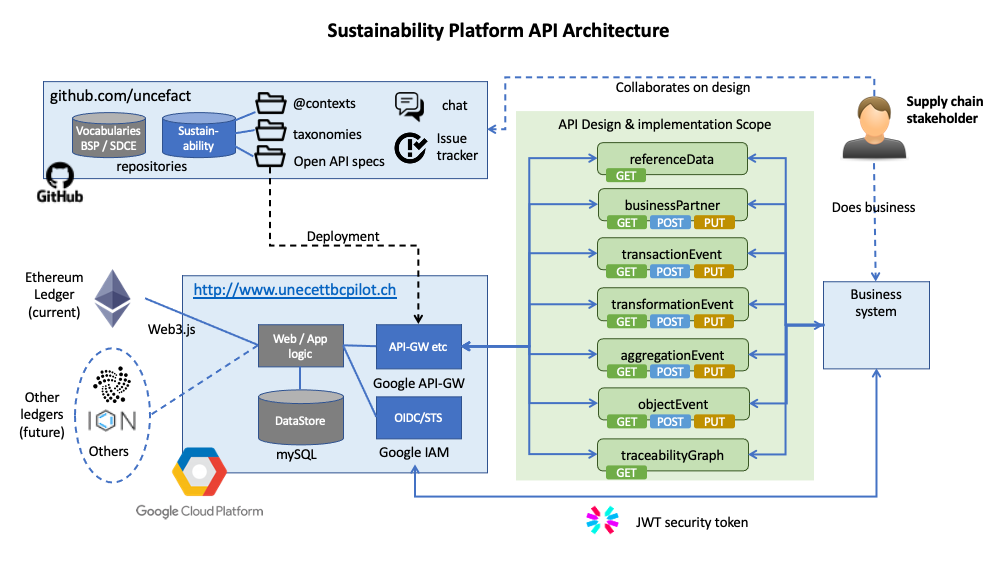 Sustainability Platform API Architecture
github.com/uncefact
Vocabularies
BSP / SDCE
Sustain-
ability
repositories
@contexts
taxonomies
Open API specs
chat
Issue
tracker
GitHub
Collaborates on design
Supply chain
stakeholder
API Design & implementation Scope
referenceData
GET
businessPartner
GET POST PUT
transactionEvent
GET POST PUT
transformationEvent
GET POST PUT
aggregationEvent
GET POST PUT
objectEvent
GET POST PUT
traceabilityGraph
GET
Does business
Business
system
Deployment
Ethereum
Ledger
(current)
Web3.js
http://www.unecettbcpilot.ch
Web / App
logic
API-GW etc
Google API-GW
DataStore
mySQL
OIDC/STS
Google IAM
Other
ledgers
(future)
ION
Others
Google Cloud Platform
JWT security token